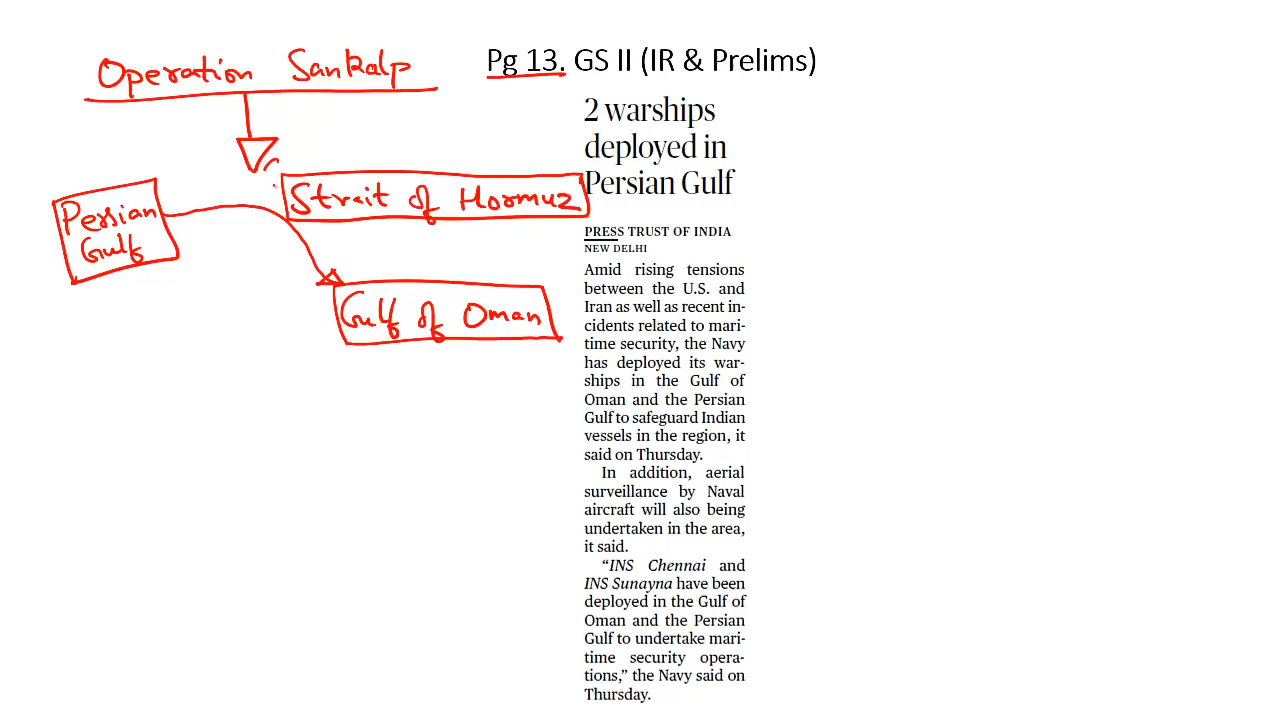 Operation Sankalp
Strait of Hormuz
Persian
Gulf
Gulf of Oman
Pg 13. GS II (IR & Prelims)
2 warships
deployed in
Persian Gulf
PRESS TRUST OF INDIA
NEW DELHI
Amid rising tensions
between the U.S. and
Iran as well as recent in-
cidents related to mari-
time security, the Navy
has deployed its war-
ships in the Gulf of
Oman and the Persian
Gulf to safeguard Indian
vessels in the region, it
said on Thursday.
In addition, aerial
surveillance by Naval
aircraft will also being
undertaken in the area,
it said.
“INS Chennai and
INS Sunayna have been
deployed in the Gulf of
Oman and the Persian
Gulf to undertake mari-
time security opera-
tions,” the Navy said on
Thursday.